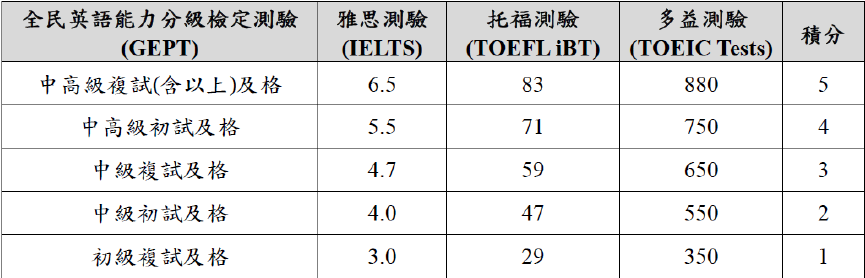 全民英語能力分級檢定測驗 雅思測驗 托福測驗 多益測驗 積分
(GEPT) (IELTS) (TOEFL iBT) (TOEIC Tests)
中高級複試(含以上)及格 6.5 83 880 5
中高級初試及格 5.5 71 750 4
中級複試及格 4.7 59 650 3
中級初試及格 4.0 47 550 2
初級複試及格 3.0 29 350 1